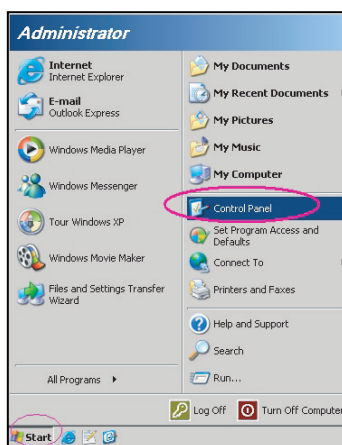 Administrator
Internet
Internet Explorer
E-mail
Outlook Express
Windows Media Player
Windows Messenger
Tour Windows XP
Windows Movie Maker
Files and Settings Transfer
Wizard
All Programs
My Documents
My Recent Documents
My Pictures
My Music
My Computer
Control Panel
Set Program Access and
Defaults
Connect To
Printers and Faxes
Help and Support
Search
Run...
Log Off
Turn Off Computer
Start